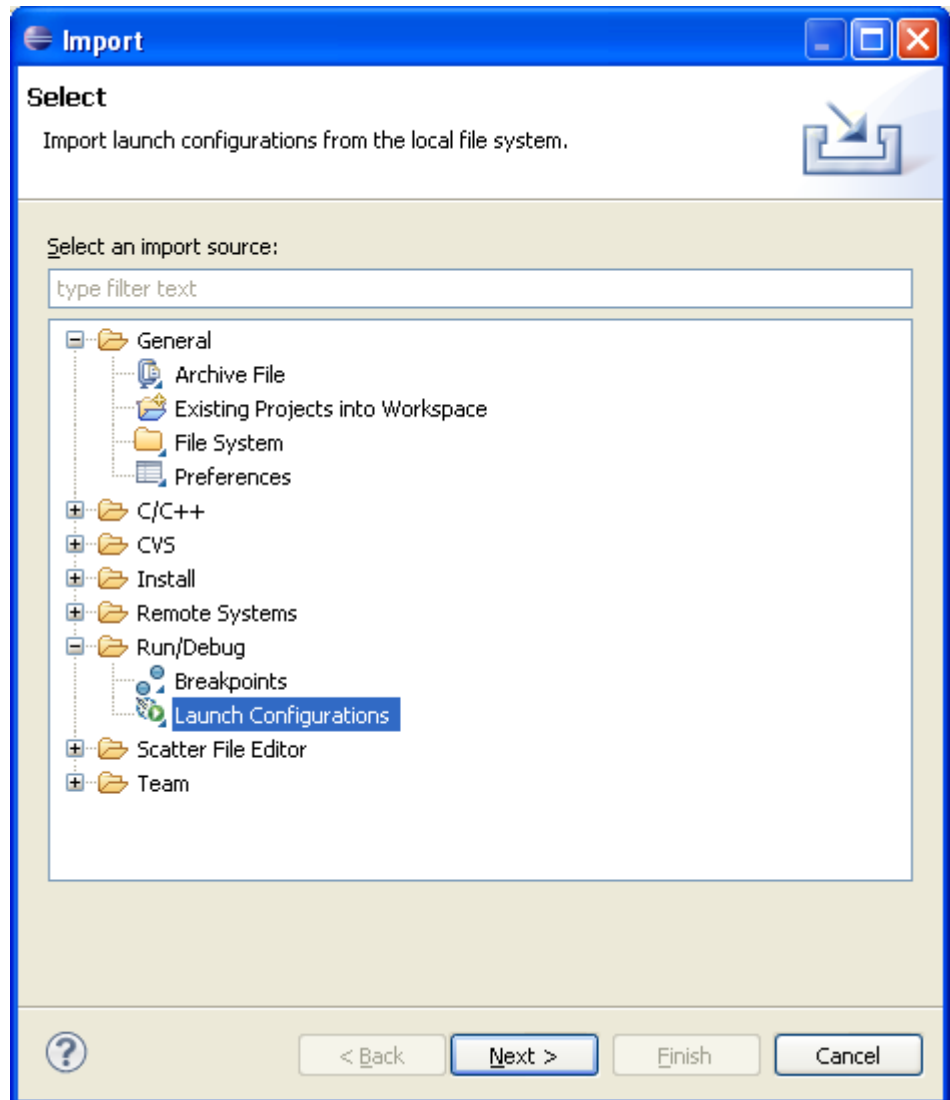 Import
Select
Import launch configurations from the local file system.
Select an import source:
type filter text
General
Archive File
Existing Projects into Workspace
File System
Preferences
C/C++
CVS
Install
Remote Systems
Run/Debug
Breakpoints
Launch Configurations
Scatter File Editor
Team
? < Back Next > Finish Cancel